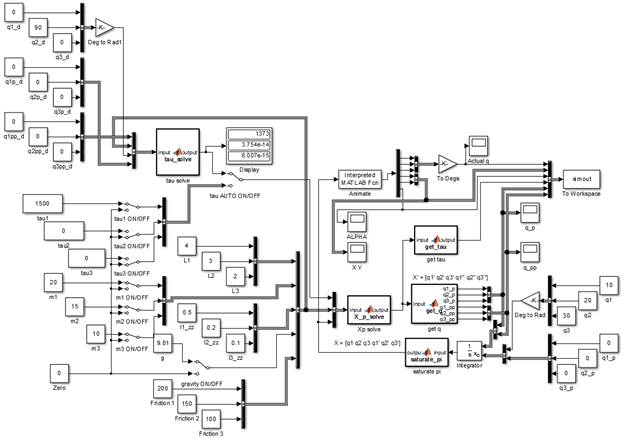 0
q1_d
90
q2_d
0
q3_d
-K-
Deg to Rad1
0
q1p_d
0
q2p_d
0
q3p_d
0
q1pp_d
0
q2pp_d
0
q3pp_d
input output
tau_solve
tau solve
1373
3.754e-14
6.007e-15
Display
tau AUTO ON/OFF
1500
tau1
tau1 ON/OFF
0
tau2
tau2 ON/OFF
0
tau3
tau3 ON/OFF
20
m1
m1 ON/OFF
15
m2
m2 ON/OFF
10
m3
m3 ON/OFF
0
Zero
4
L1
3
L2
2
L3
0.5
I1_zz
0.2
I2_zz
0.1
I3_zz
9.81
g
gravity ON/OFF
200
Friction 1
150
Friction 2
100
Friction 3
input output
X_p_solve
Xp solve
Interpreted
MATLAB Fcn
Animate
ALPHA
X Y
-K-
To Degs
Actual q
simout
To Workspace
q_p
q_pp
input output
get_tau
get tau
X' = [q1' q2' q3' q1'' q2'' q3'']
input
get_q
q1_p
q2_p
q3_p
q1_pp
q2_pp
q3_pp
get q
X = [q1 q2 q3 q1' q2' q3']
output input
saturate_pi
saturate pi
1
s
xo
Integrator
-K-
Deg to Rad
10
q1
20
q2
30
q3
0
q1_p
0
q2_p
0
q3_p